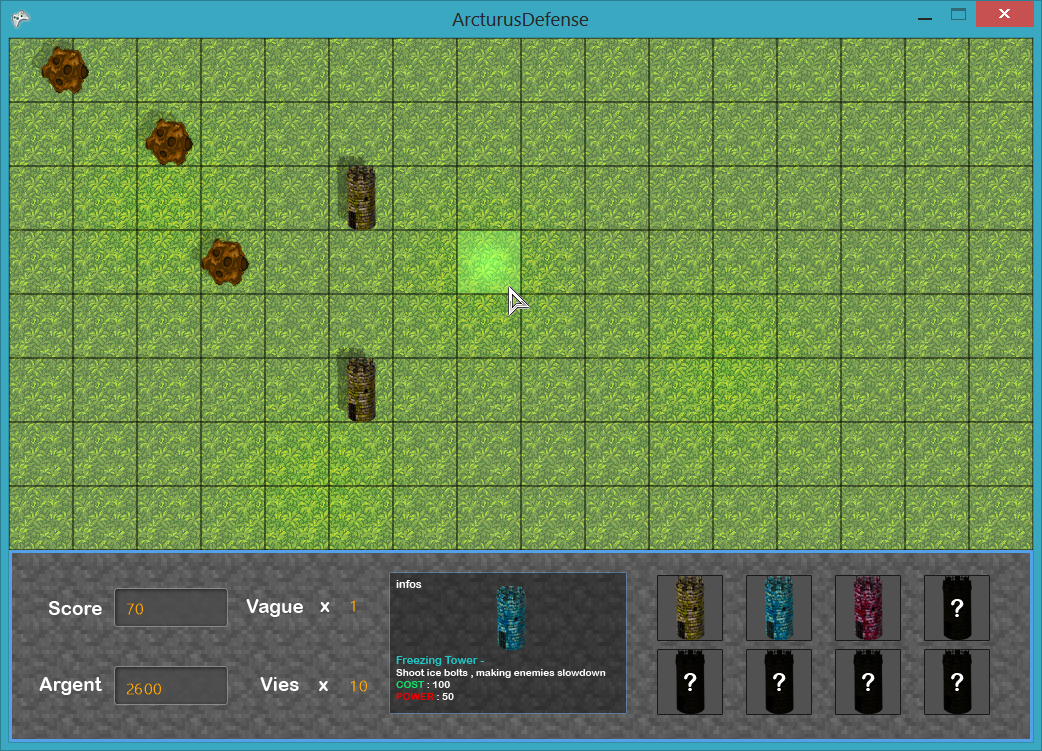 ArcturusDefense
Score 70 Vague x 1
Argent 2600 Vies x 10
infos
Freezing Tower -
Shoot ice bolts , making enemies slowdown
COST : 100
POWER : 50
?
? ? ? ?